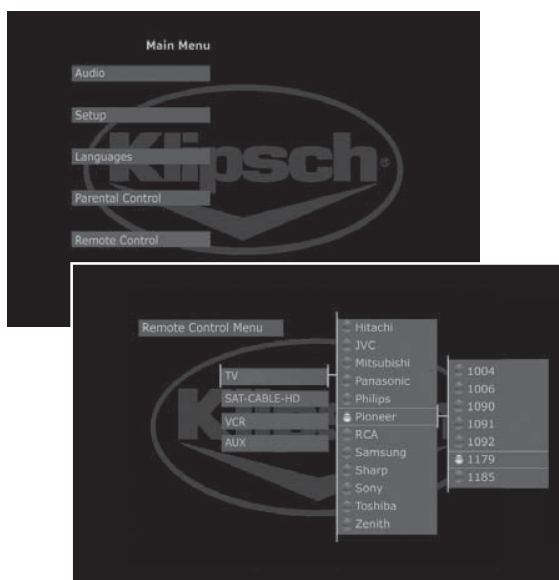 Main Menu
Audio
Setup
Languages
Parental Control
Remote Control
Klipsch
Remote Control Menu
TV
SAT-CABLE-HD
VCR
AUX
Hitachi
JVC
Mitsubishi
Panasonic
Philips
Pioneer
RCA
Samsung
Sharp
Sony
Toshiba
Zenith
1004
1006
1090
1091
1092
1179
1185